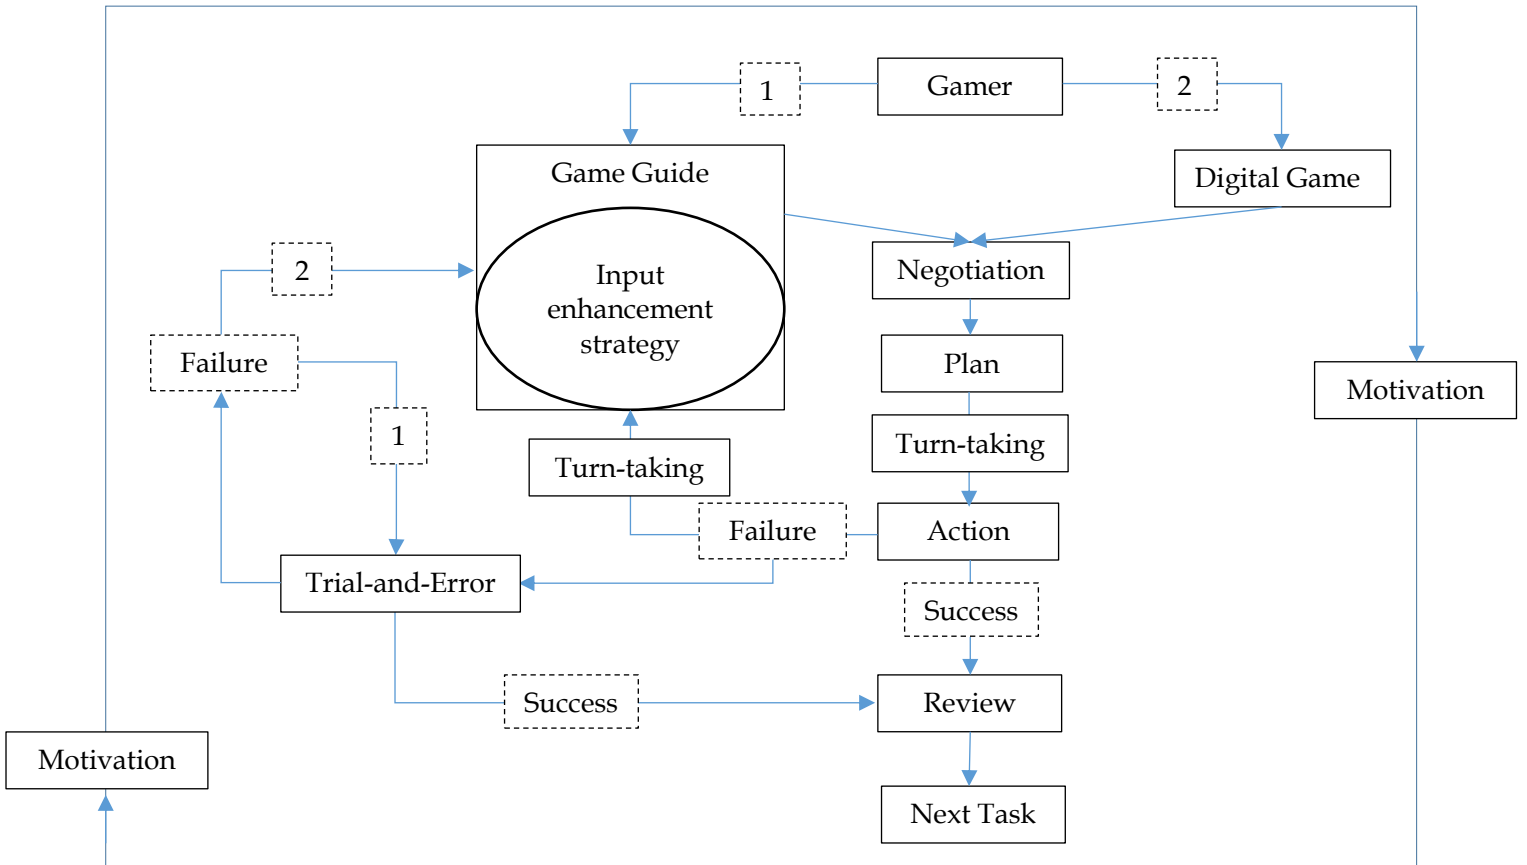 Gamer
1
2
Game Guide
Digital Game
Input
enhancement
strategy
2
Negotiation
Failure
Plan
Motivation
1
Turn-taking
Turn-taking
Failure
Action
Trial-and-Error
Success
Success
Review
Motivation
Next Task